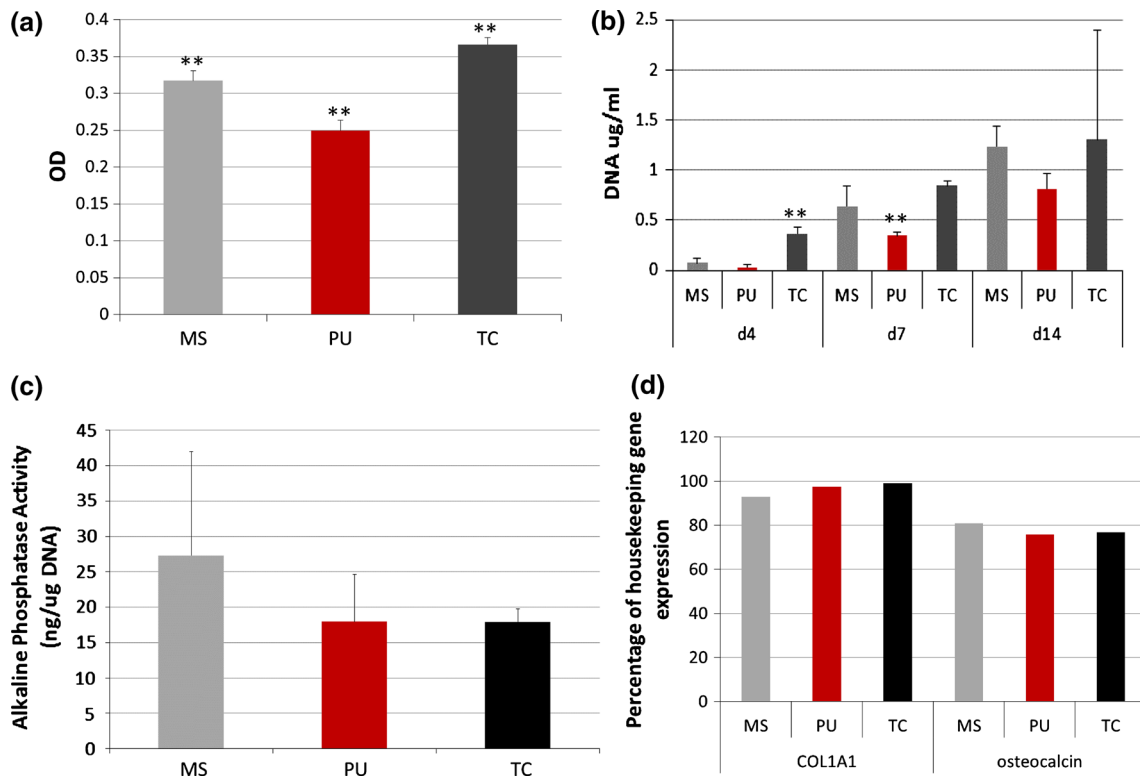 (a)
OD
0.4
0.35
0.3
0.25
0.2
0.15
0.1
0.05
0
**
**
**
MS PU TC
(b)
DNA ug/ml
2.5
2
1.5
1
0.5
0
**
**
MS PU TC MS PU TC MS PU TC
d4 d7 d14
(c)
Alkaline Phosphatase Activity
(ng/ug DNA)
45
40
35
30
25
20
15
10
5
0
MS PU TC
(d)
Percentage of housekeeping gene
expression
120
100
80
60
40
20
0
MS PU TC MS PU TC
COL1A1 osteocalcin